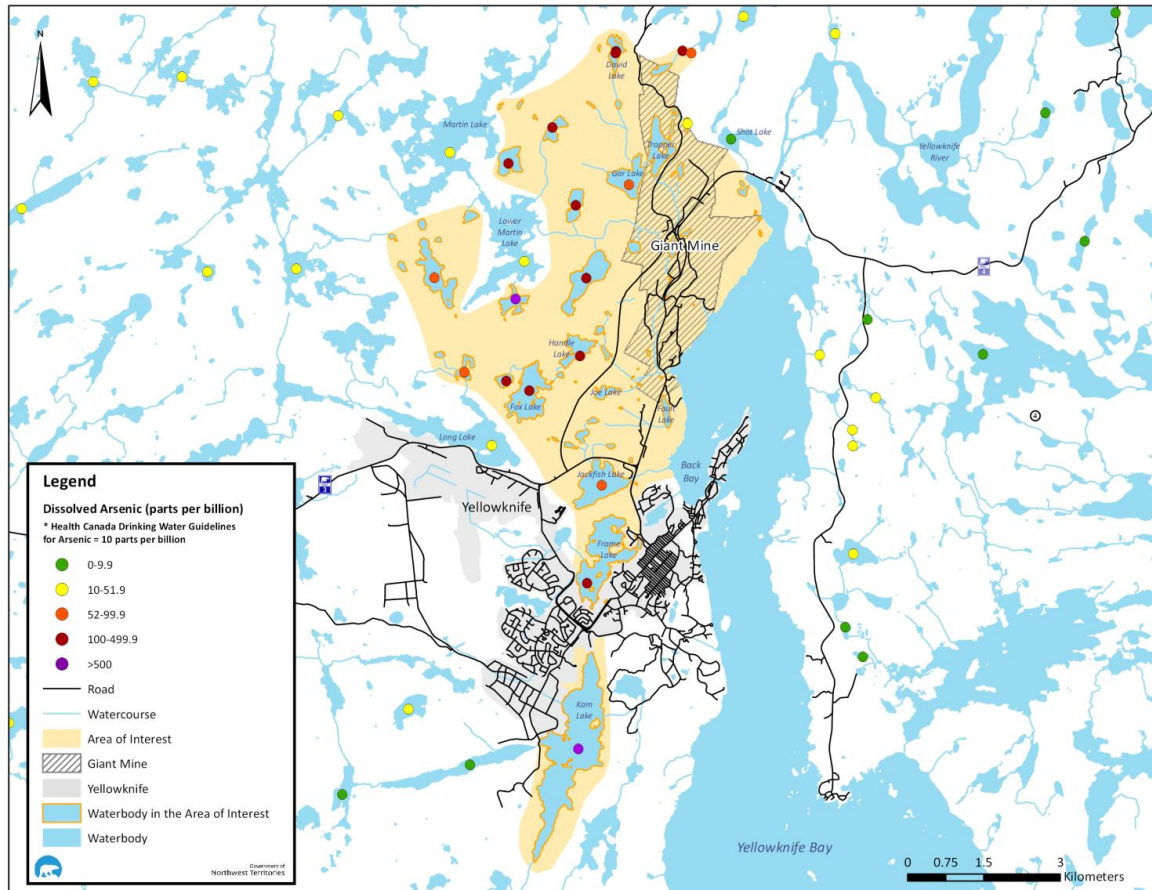 N
David
Lake
Martin Lake
Shot Lake
Trapper
Lake
Yellowknife
River
Gar Lake
Lower
Martin
Lake
Giant Mine
4
Handle
Lake
4
Joe Lake
Fox Lake
Fault
Lake
Long Lake
Back
Bay
Jackfish Lake
3
Yellowknife
Frame
Lake
Kam
Lake
Yellowknife Bay
Legend
Dissolved Arsenic (parts per billion)
* Health Canada Drinking Water Guidelines
for Arsenic = 10 parts per billion
0-9.9
10-51.9
52-99.9
100-499.9
>500
Road
Watercourse
Area of Interest
Giant Mine
Yellowknife
Waterbody in the Area of Interest
Waterbody
Government of
Northwest Territories
0 0.75 1.5 3
Kilometers